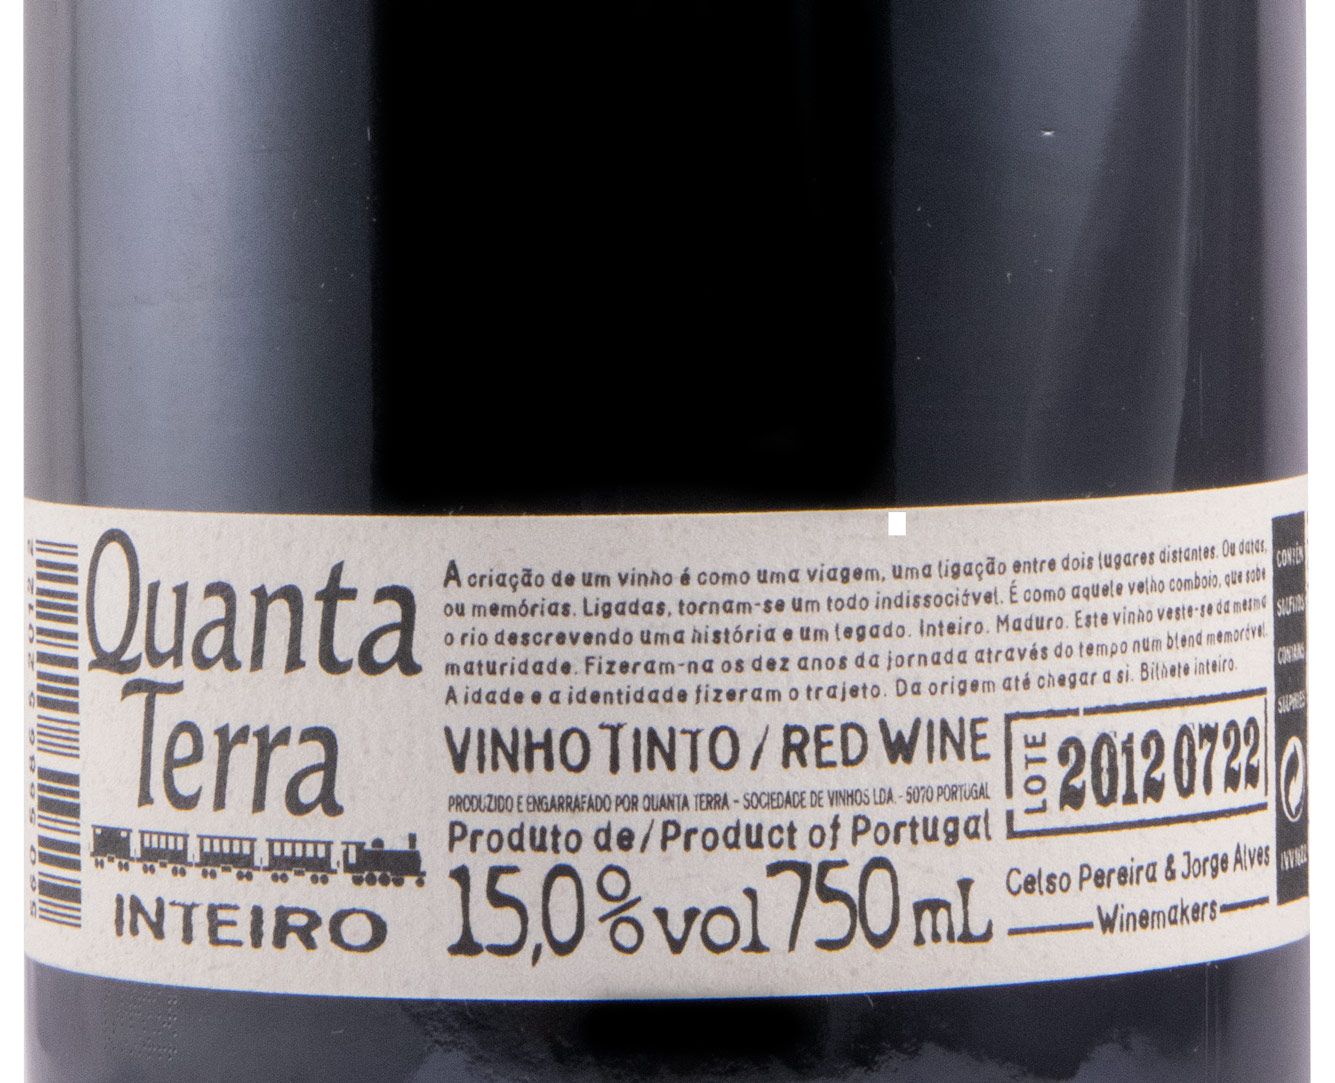 Quanta
Terra
INTEIRO
A criação de um vinho é como uma viagem, uma ligação entre dois lugares distantes. Ou datas,
ou memórias. Ligadas, tornam-se um todo indissociável. É como aquele velho comboio, que sobe
o rio descrevendo uma história e um legado. Inteiro. Maduro. Este vinho veste-se da mesma
maturidade. Fizeram-na os dez anos da jornada através do tempo num blend memorável.
A idade e a identidade fizeram o trajeto. Da origem até chegar a si. Bilhete inteiro.
VINHO TINTO / RED WINE
PRODUZIDO E ENGARRAFADO POR QUANTA TERRA - SOCIEDADE DE VINHOS LDA. - 5070 PORTUGAL
Produto de/Product of Portugal
15,0%vol 750 mL
LOTE
20120722
Celso Pereira & Jorge Alves
Winemakers
CONTÉM
SULFITOS
CONTAINS
SULPHITES